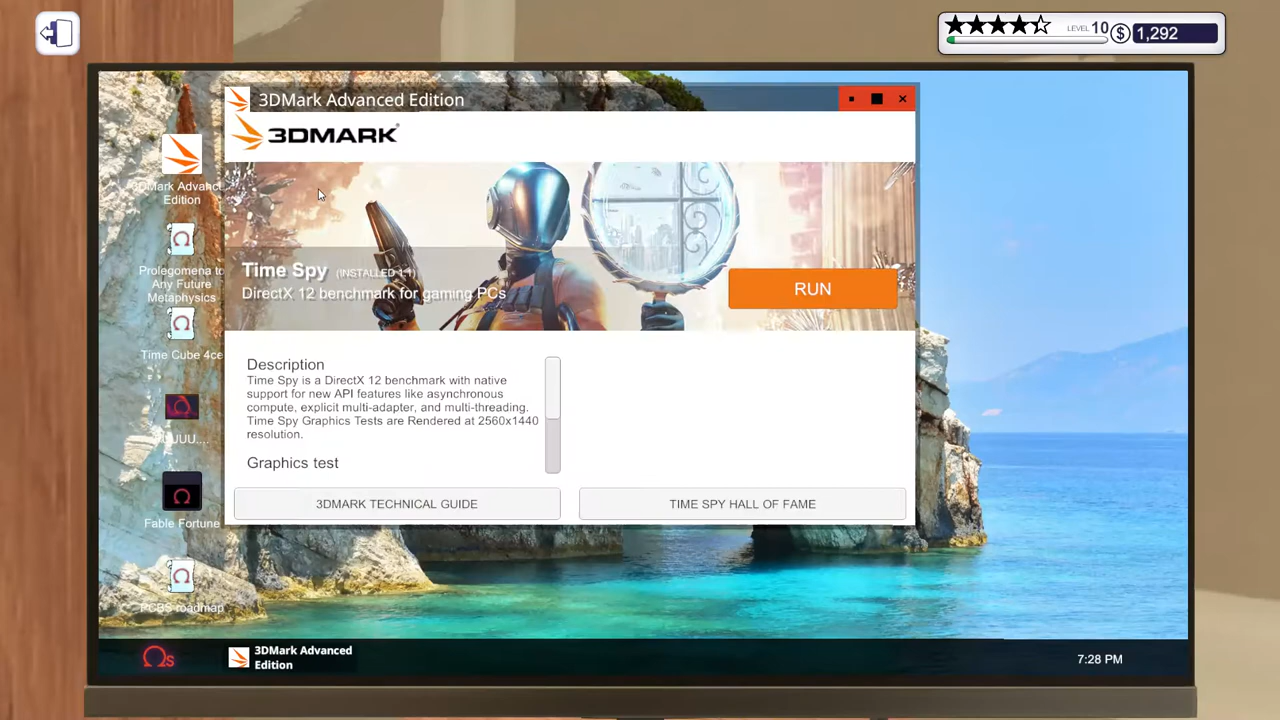 LEVEL 10
$ 1,292
3DMark Advanced Edition
3DMARK
Time Spy (INSTALLED 1.1)
DirectX 12 benchmark for gaming PCs
RUN
Description
Time Spy is a DirectX 12 benchmark with native
support for new API features like asynchronous
compute, explicit multi-adapter, and multi-threading.
Time Spy Graphics Tests are Rendered at 2560x1440
resolution.
Graphics test
3DMARK TECHNICAL GUIDE
TIME SPY HALL OF FAME
3DMark Advanc
Edition
Prolegomena to
Any Future
Metaphysics
Time Cube 4ce
Fable Fortune
PCBS roadmap
Ωs
3DMark Advanced
Edition
7:28 PM